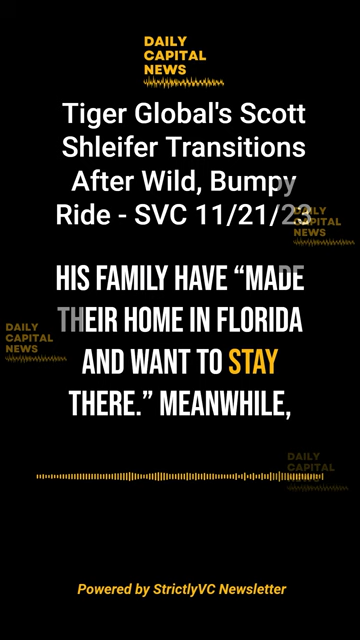 DAILY
CAPITAL
NEWS
Tiger Global's Scott
Shleifer Transitions
After Wild, Bumpy
Ride - SVC 11/21/23
DAILY
CAPITAL
NEWS
HIS FAMILY HAVE “MADE
THEIR HOME IN FLORIDA
DAILY
CAPITAL
NEWS
AND WANT TO STAY
THERE.” MEANWHILE,
DAILY
CAPITAL
NEWS
Powered by StrictlyVC Newsletter